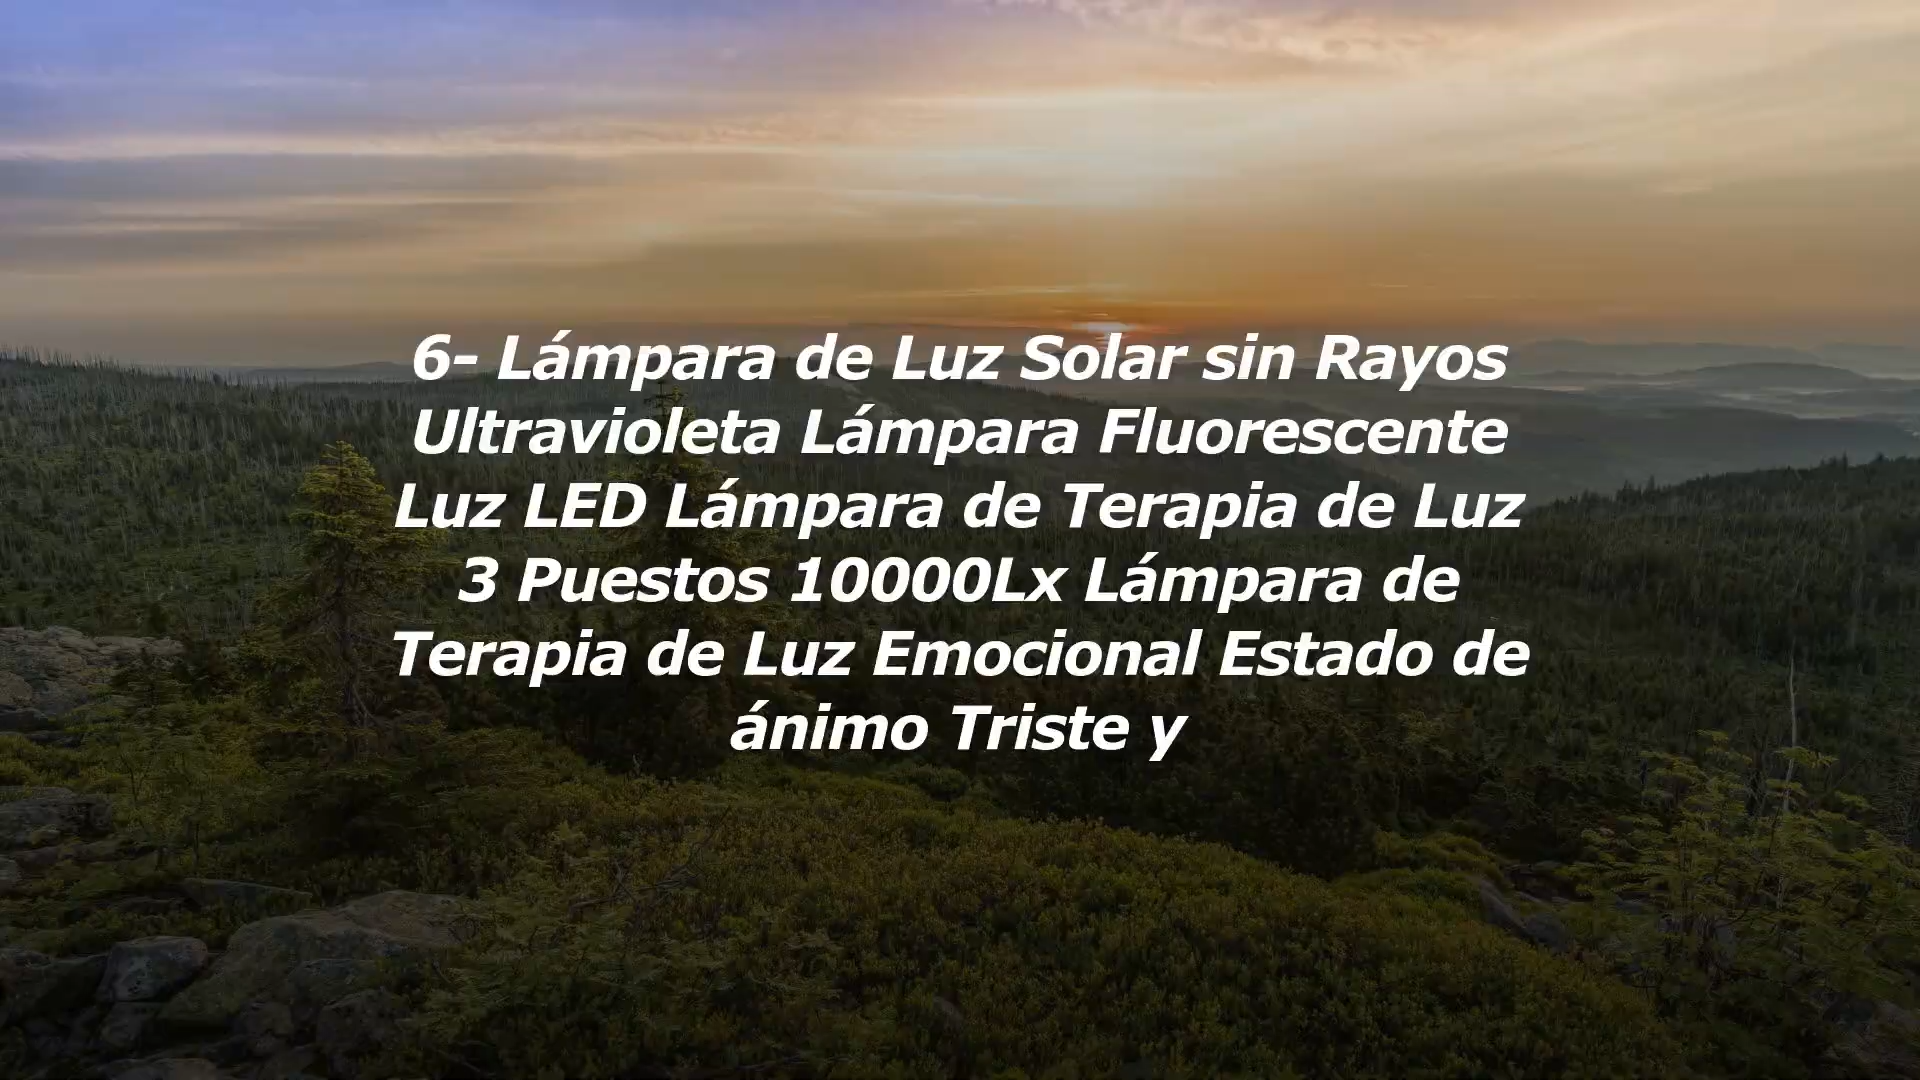 6- Lámpara de Luz Solar sin Rayos
Ultravioleta Lámpara Fluorescente
Luz LED Lámpara de Terapia de Luz
3 Puestos 10000Lx Lámpara de
Terapia de Luz Emocional Estado de
ánimo Triste y